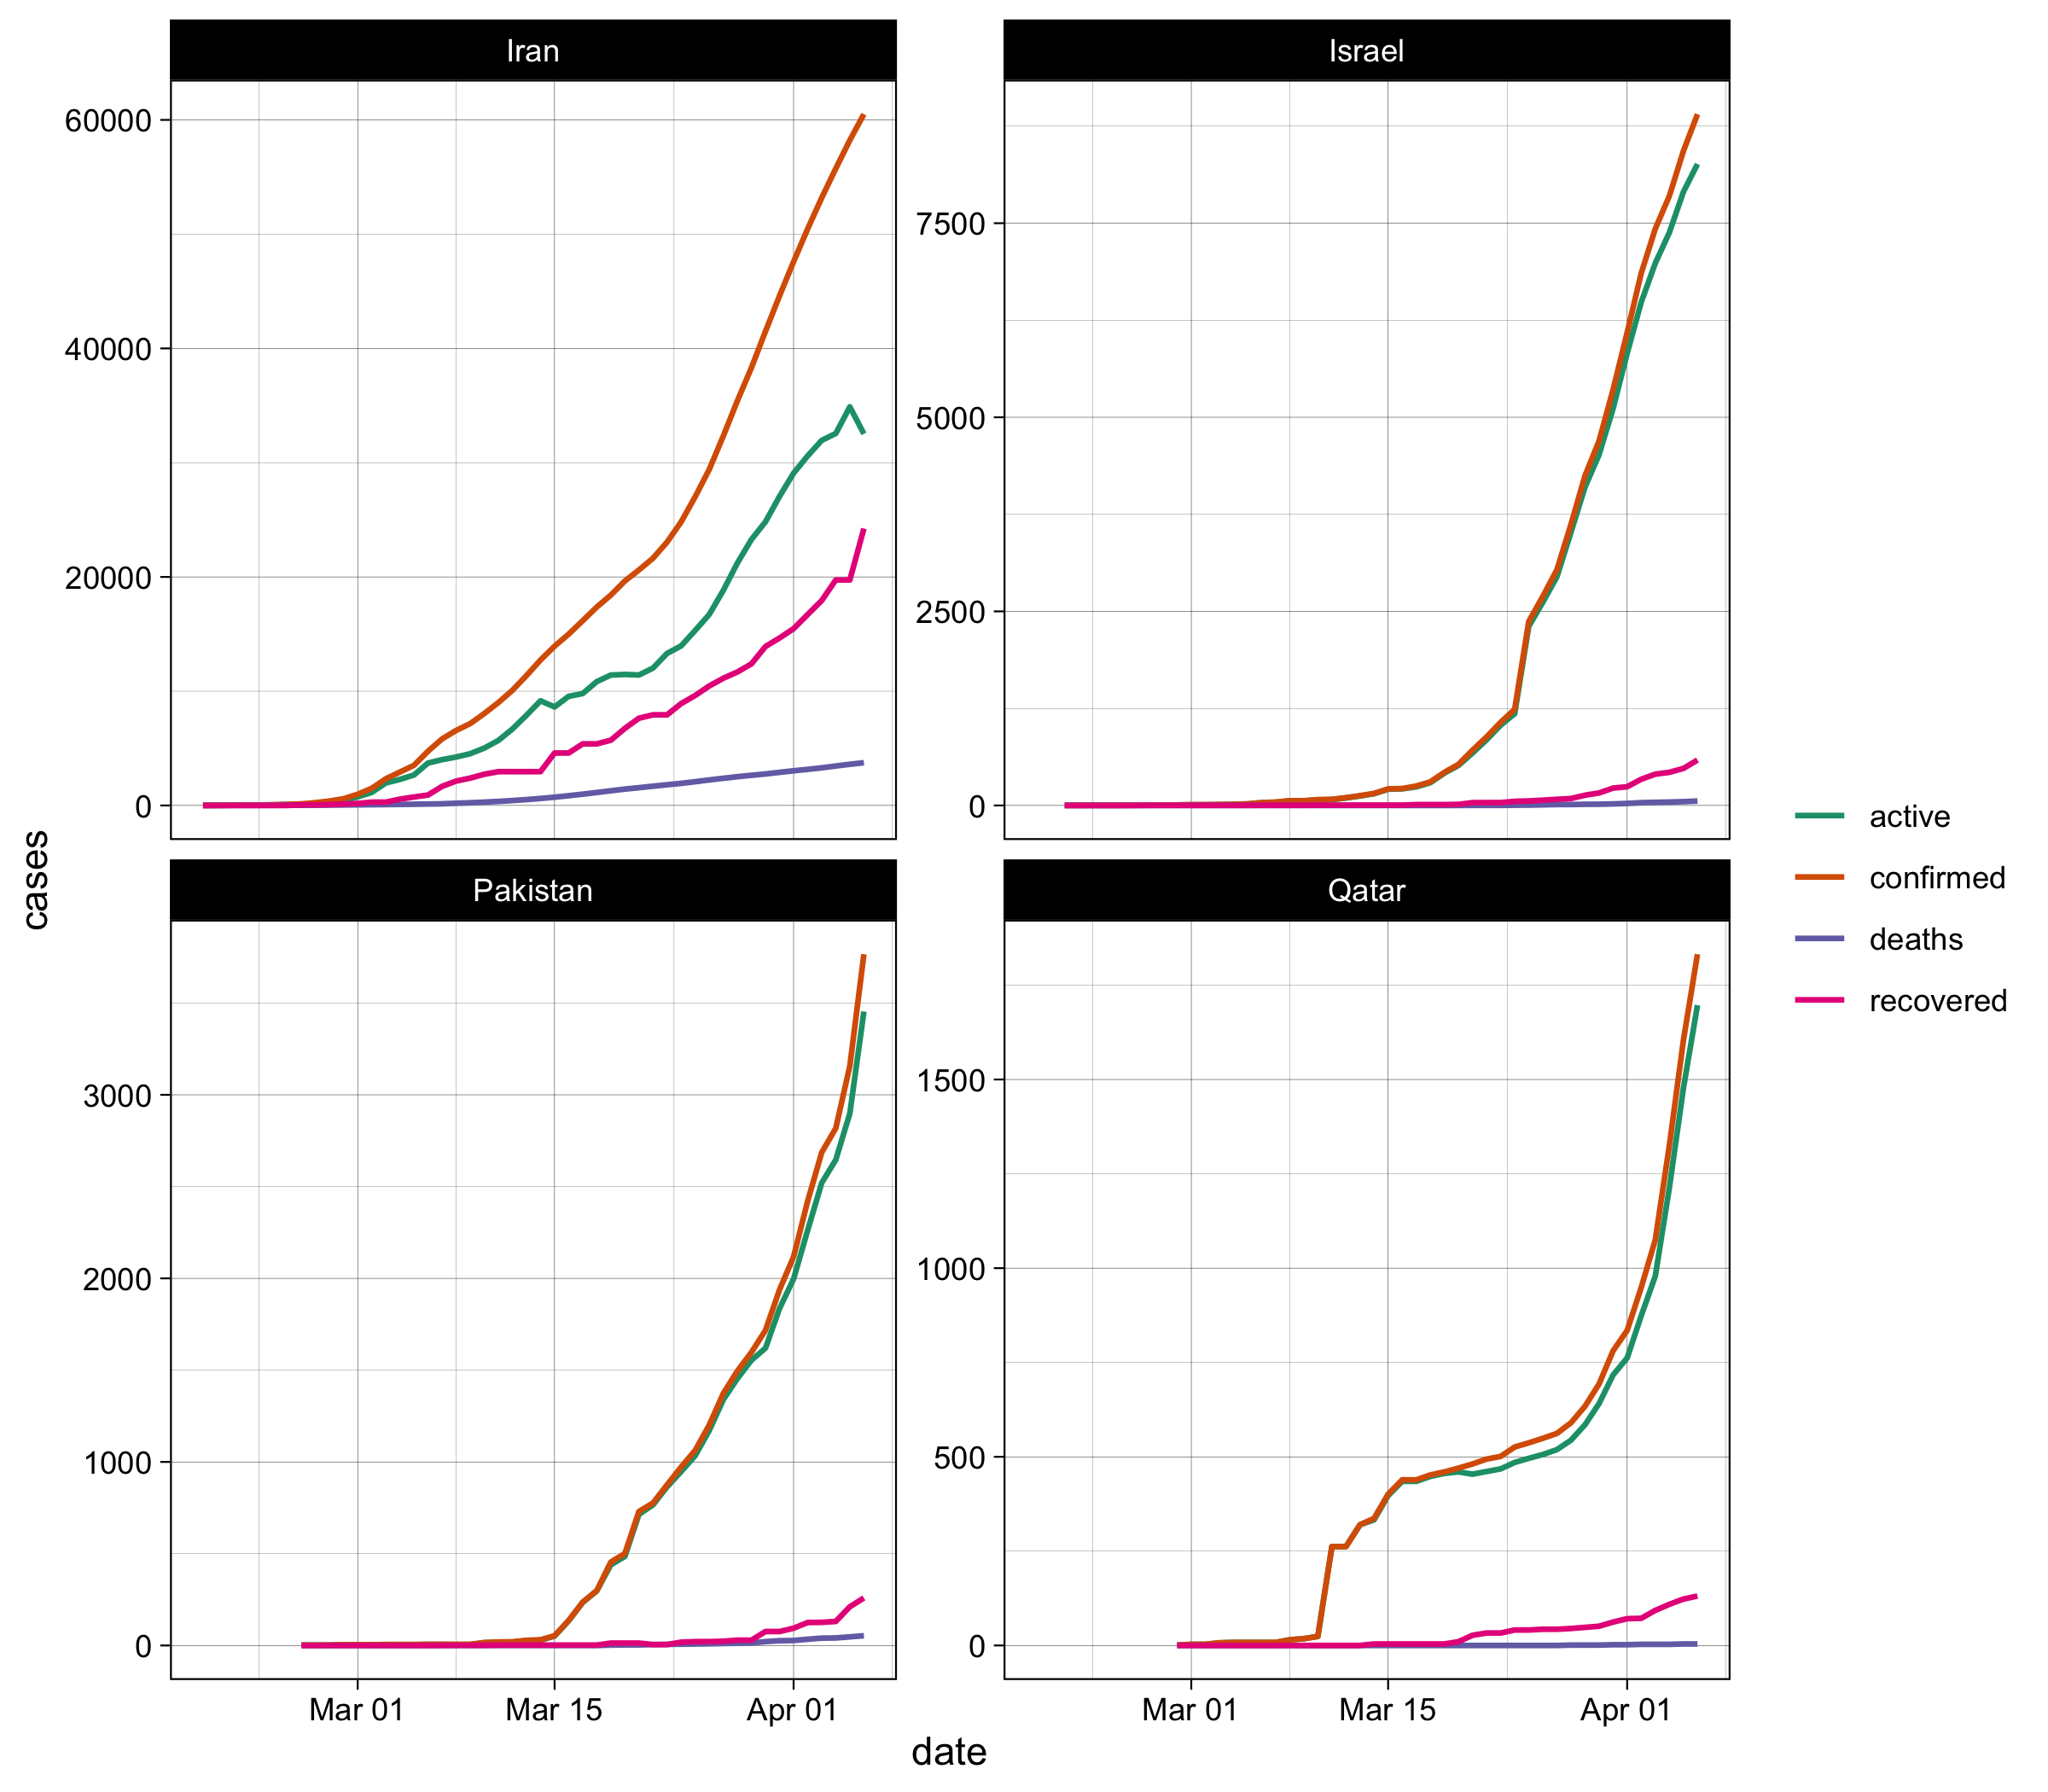 Iran
Israel
60000
40000
20000
0
7500
5000
2500
0
cases
Pakistan
Qatar
3000
2000
1000
0
1500
1000
500
0
Mar 01
Mar 15
Apr 01
Mar 01
Mar 15
Apr 01
date
active
confirmed
deaths
recovered